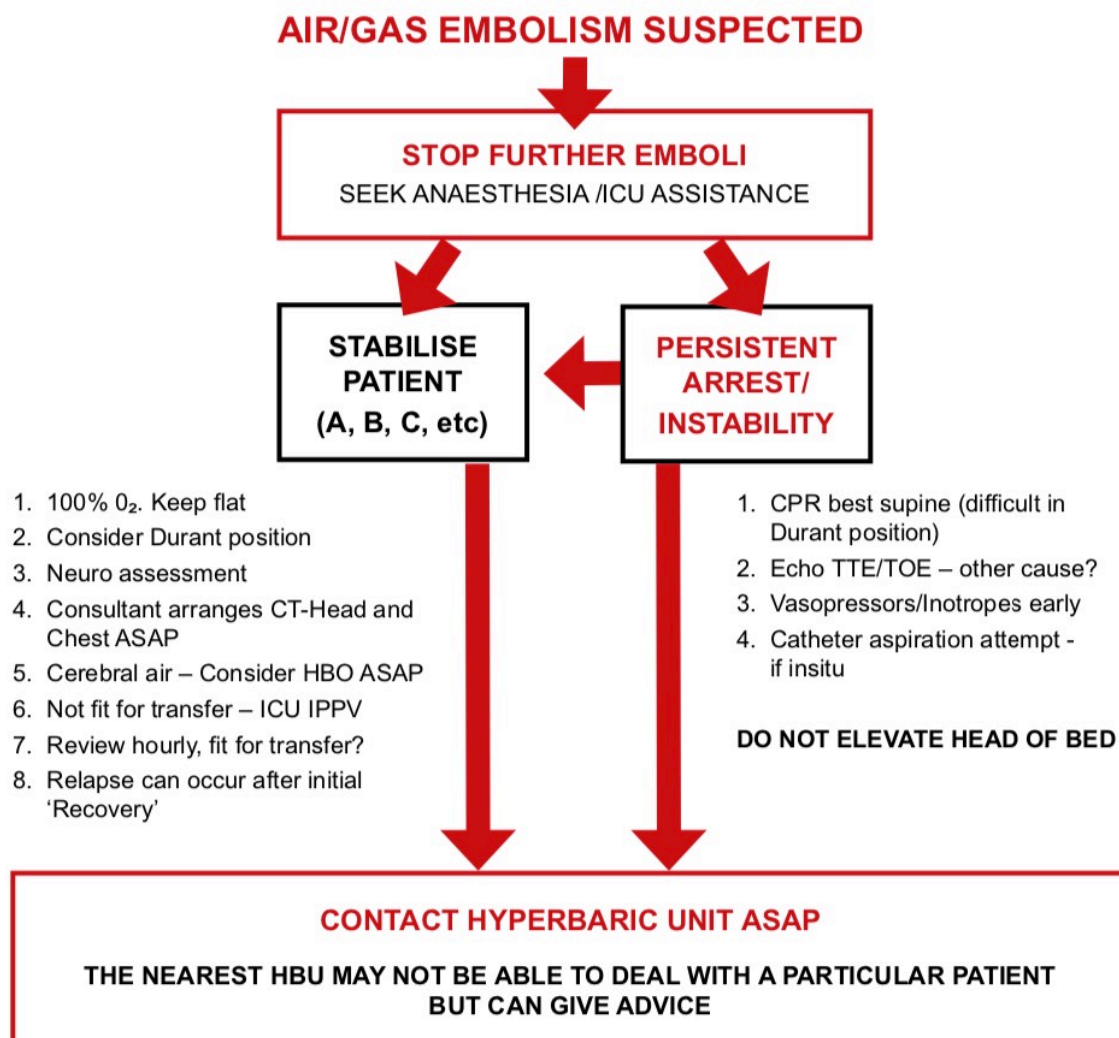 AIR/GAS EMBOLISM SUSPECTED
STOP FURTHER EMBOLI
SEEK ANAESTHESIA /ICU ASSISTANCE
STABILISE
PATIENT
(A, B, C, etc)
PERSISTENT
ARREST/
INSTABILITY
1. 100% 0₂. Keep flat
2. Consider Durant position
3. Neuro assessment
4. Consultant arranges CT-Head and
Chest ASAP
5. Cerebral air – Consider HBO ASAP
6. Not fit for transfer – ICU IPPV
7. Review hourly, fit for transfer?
8. Relapse can occur after initial
‘Recovery’
1. CPR best supine (difficult in
Durant position)
2. Echo TTE/TOE – other cause?
3. Vasopressors/Inotropes early
4. Catheter aspiration attempt -
if insitu
DO NOT ELEVATE HEAD OF BED
CONTACT HYPERBARIC UNIT ASAP
THE NEAREST HBU MAY NOT BE ABLE TO DEAL WITH A PARTICULAR PATIENT
BUT CAN GIVE ADVICE